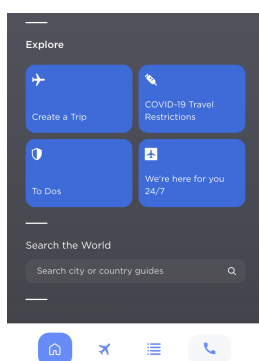 Explore
Create a Trip
COVID-19 Travel
Restrictions
To Dos
We're here for you
24/7
Search the World
Search city or country guides